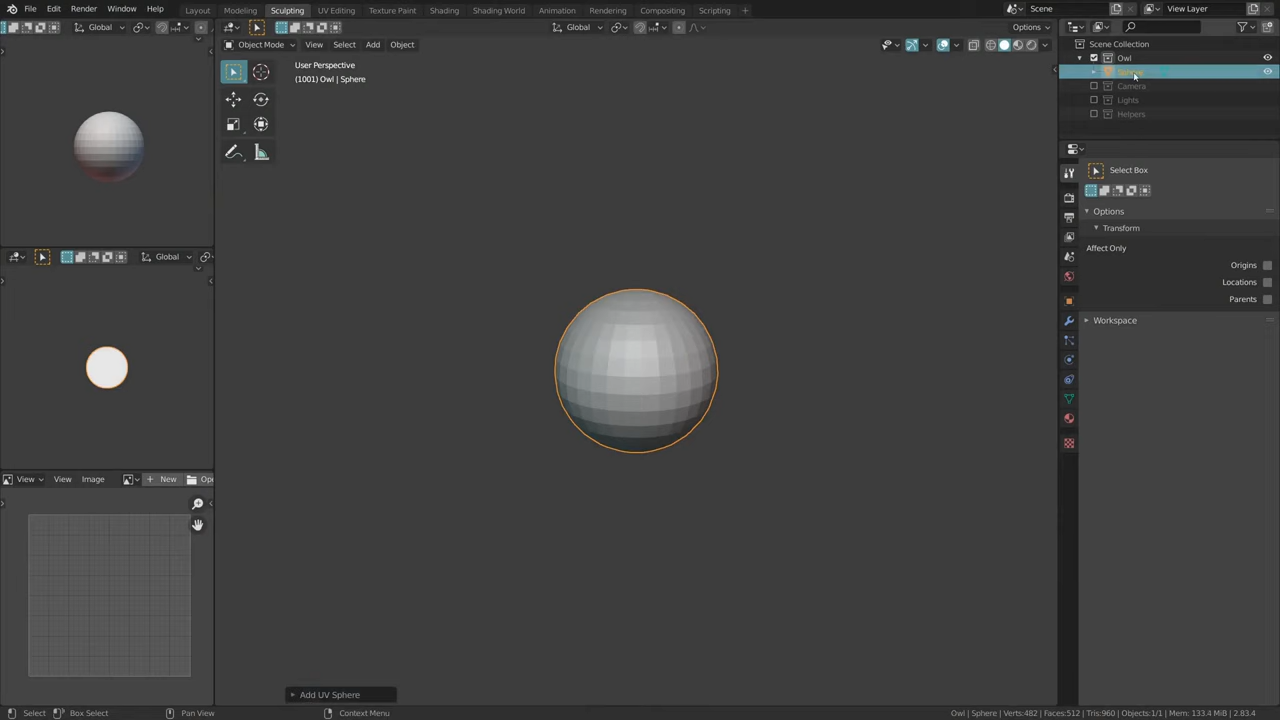 File Edit Render Window Help Layout Modeling Sculpting UV Editing Texture Paint Shading Shading World Animation Rendering Compositing Scripting + Scene View Layer
Global Global Options
Object Mode View Select Add Object
Scene Collection
Owl
Camera
Lights
Helpers
User Perspective
(1001) Owl | Sphere
Select Box
Options
Transform
Affect Only
Origins
Locations
Parents
Workspace
Global
View View Image + New Ope
Add UV Sphere
Select Box Select Pan View Context Menu Owl | Sphere | Verts:482 | Faces:512 | Tris:960 | Objects:1/1 | Mem: 133.4 MiB | 2.83.4